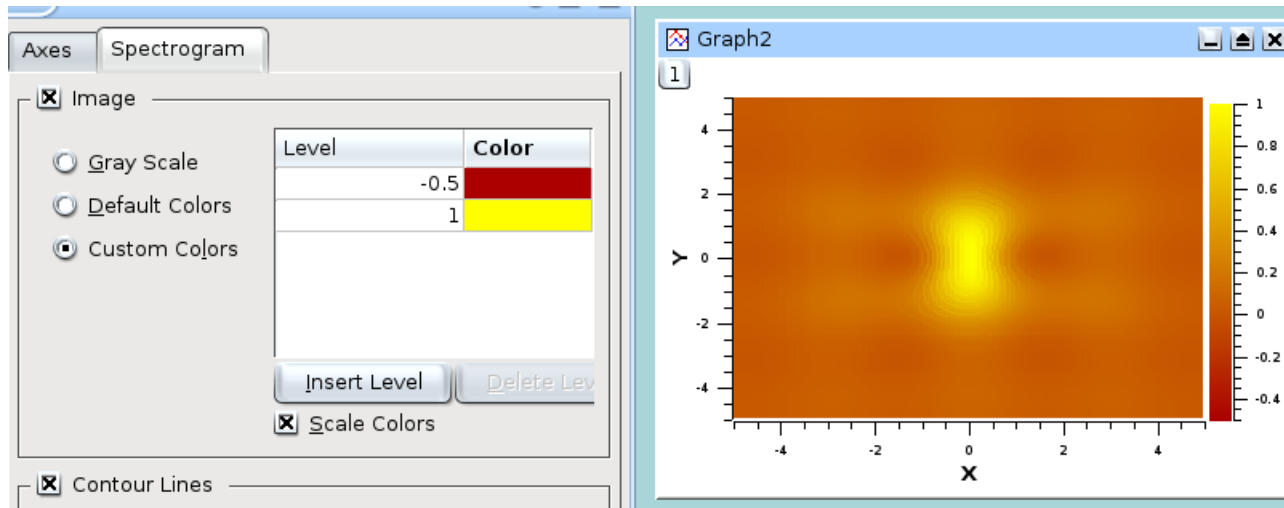 Axes
Spectrogram
Image
Gray Scale
Default Colors
Custom Colors
Level Color
-0.5
1
Insert Level
Delete Lev
Scale Colors
Contour Lines
Graph2
1
4
2
0
-2
-4
Y
-4 -2 0 2 4
X
1
0.8
0.6
0.4
0.2
0
-0.2
-0.4